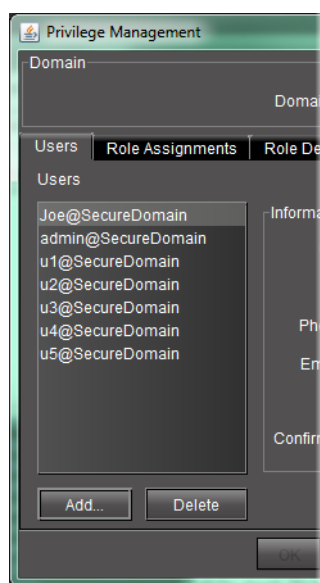 Privilege Management
Domain
Domai
Users Role Assignments Role De
Users
Joe@SecureDomain
admin@SecureDomain
u1@SecureDomain
u2@SecureDomain
u3@SecureDomain
u4@SecureDomain
u5@SecureDomain
Informa
Pho
Em
Confirm
Add... Delete
OK